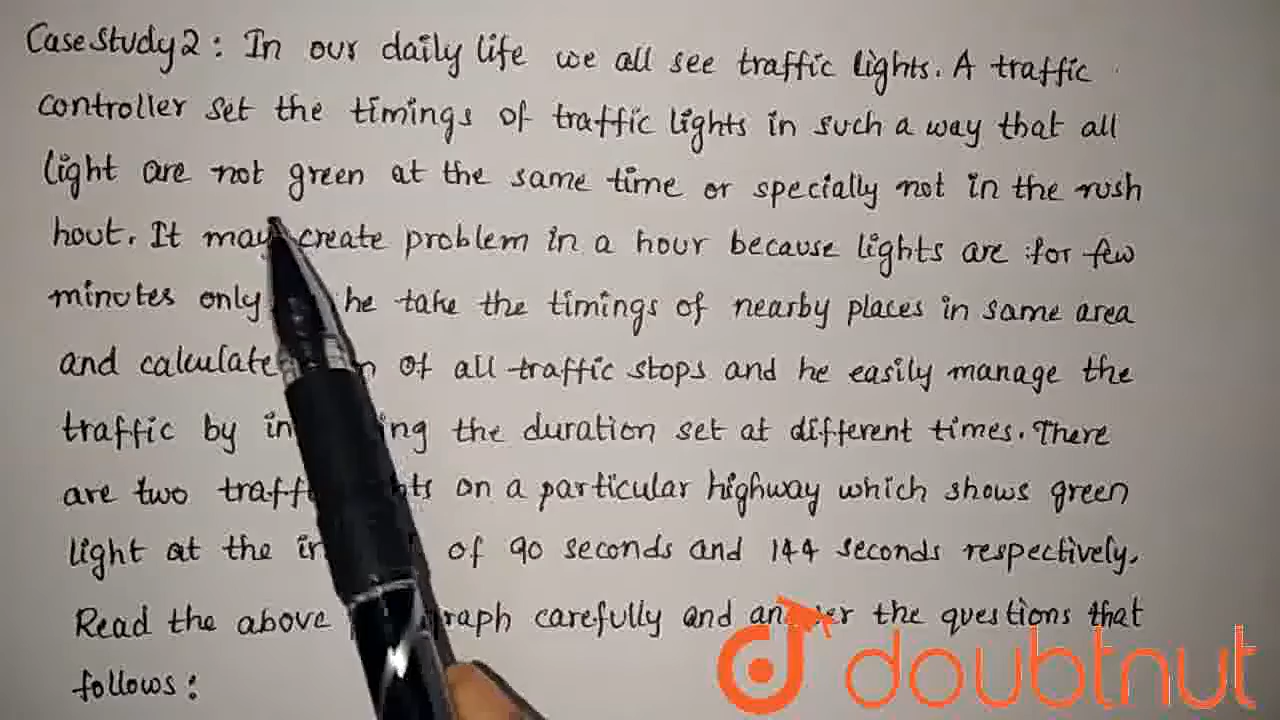 Case Study 2 : In our daily life we all see traffic lights. A traffic
controller set the timings of traffic lights in such a way that all
light are not green at the same time or specially not in the rush
hout. It may create problem in a hour because lights are for few
minutes only he take the timings of nearby places in same area
and calculate of all traffic stops and he easily manage the
traffic by the duration set at different times. There
are two on a particular highway which shows green
light at the of 90 seconds and 144 seconds respectively.
Read the above carefully and the questions that
follows :
doubtnut